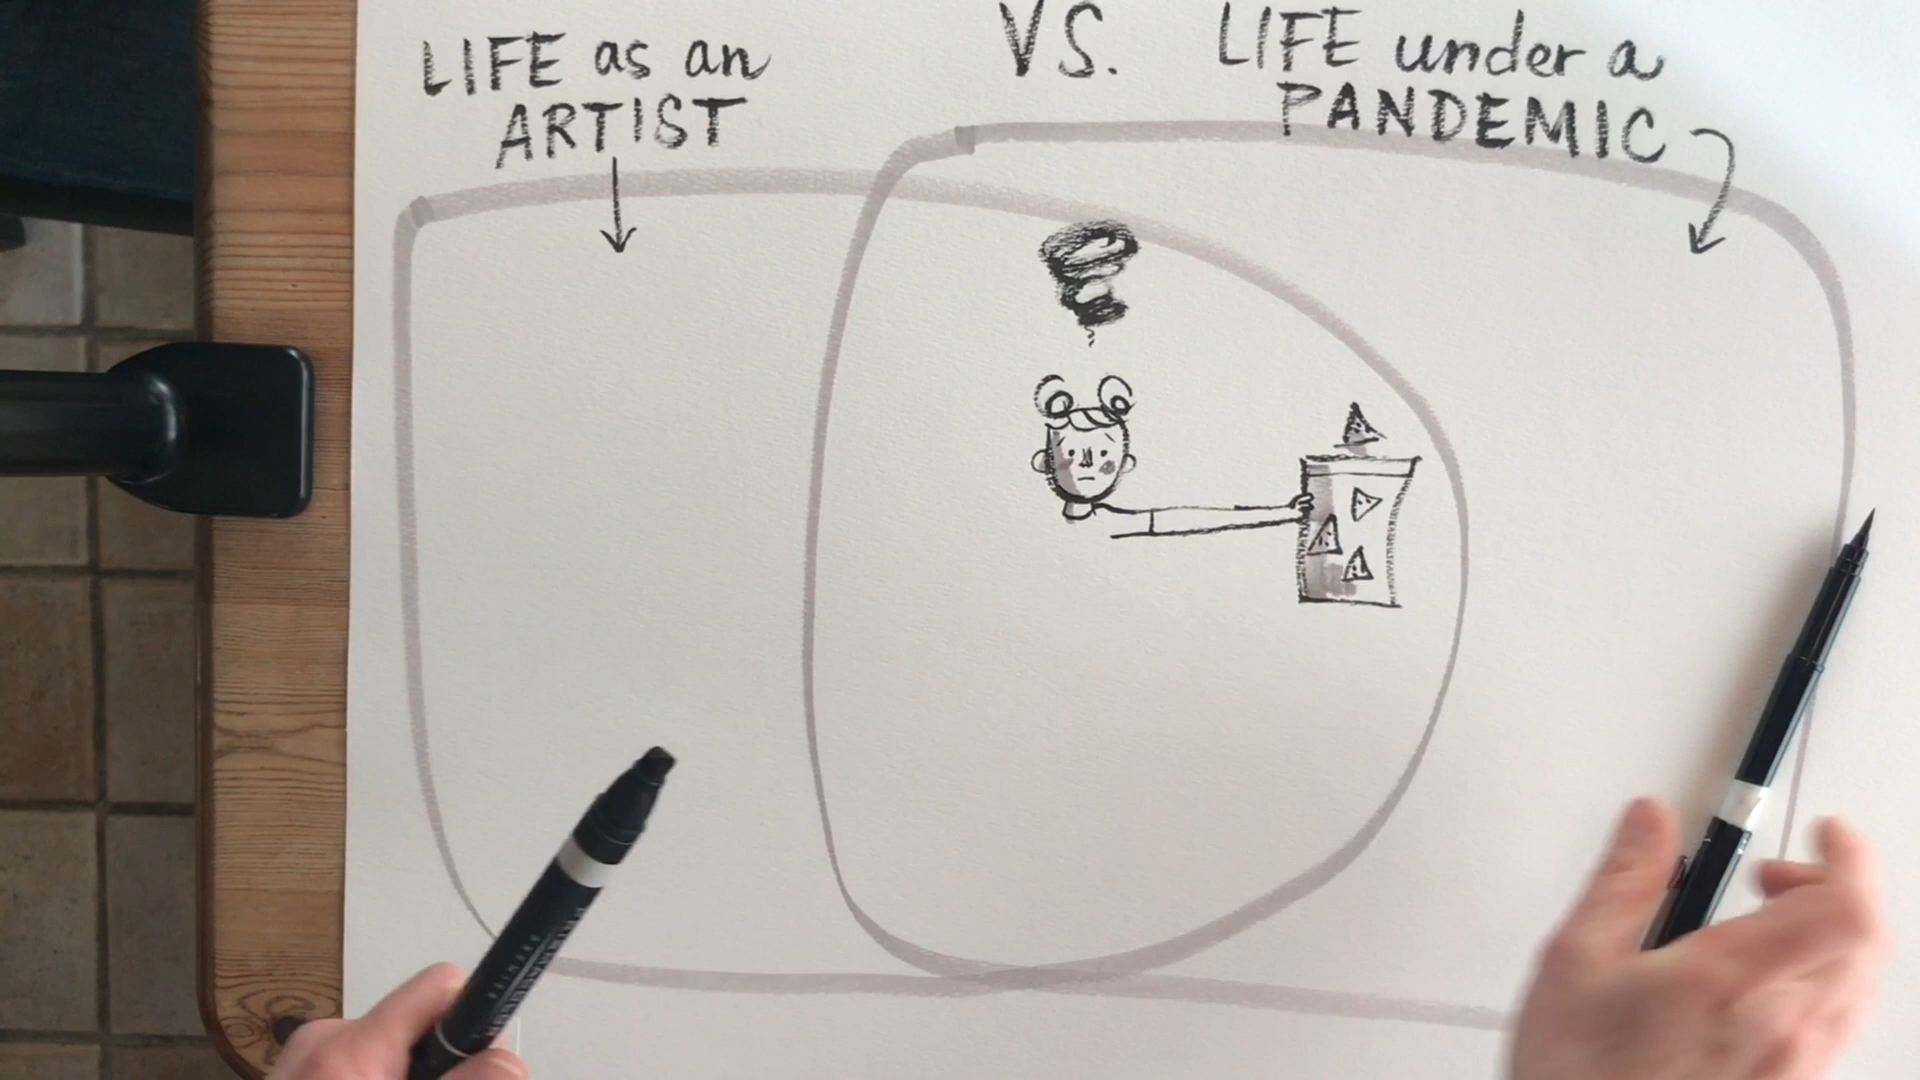 LIFE as an
ARTIST
VS.
LIFE under a
PANDEMIC